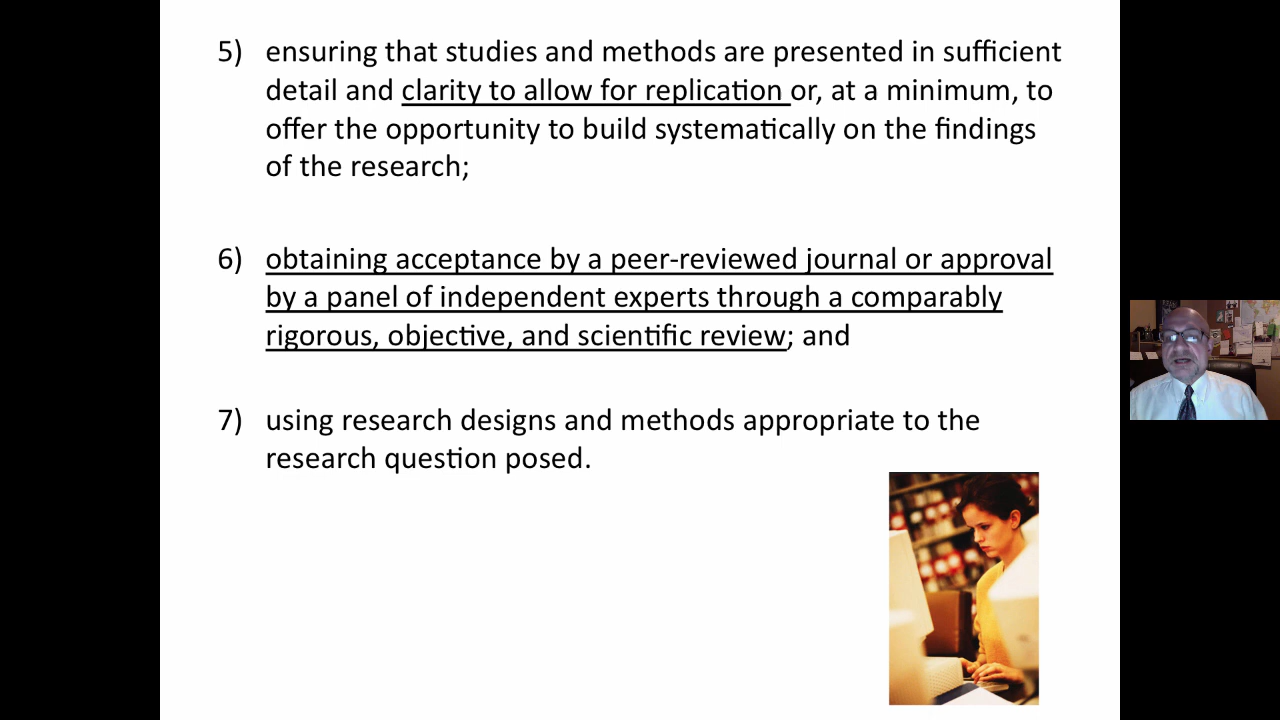 5) ensuring that studies and methods are presented in sufficient
detail and clarity to allow for replication or, at a minimum, to
offer the opportunity to build systematically on the findings
of the research;
6) obtaining acceptance by a peer-reviewed journal or approval
by a panel of independent experts through a comparably
rigorous, objective, and scientific review; and
7) using research designs and methods appropriate to the
research question posed.